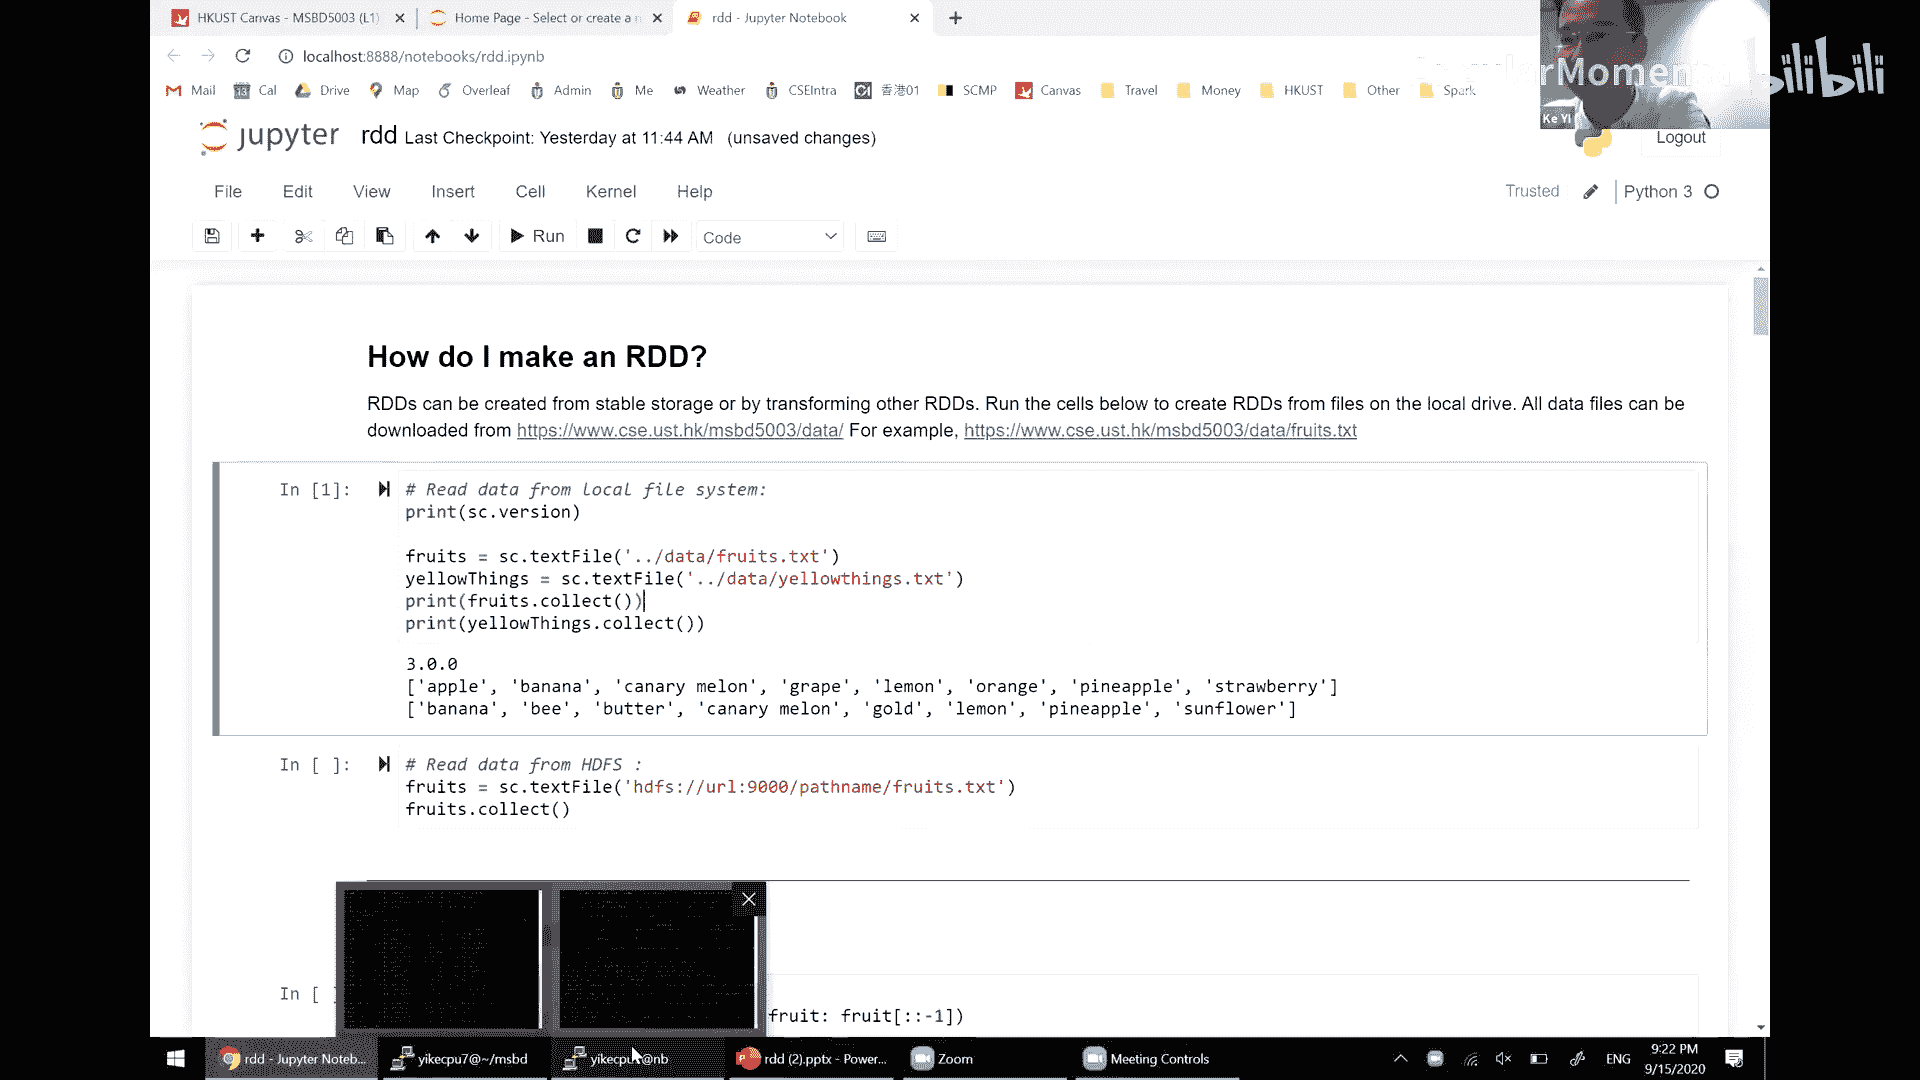 HKUST Canvas - MSBD5003 (L1)
Home Page - Select or create a n
rdd - Jupyter Notebook
localhost:8888/notebooks/rdd.ipynb
Mail
Cal
Drive
Map
Overleaf
Admin
Me
Weather
CSEIntra
香港01
SCMP
Canvas
Travel
Money
HKUST
Other
Spark
bilibili
Ke Yi
jupyter rdd Last Checkpoint: Yesterday at 11:44 AM (unsaved changes)
Logout
File Edit View Insert Cell Kernel Help
Trusted
Python 3
Run
Code
How do I make an RDD?
RDDs can be created from stable storage or by transforming other RDDs. Run the cells below to create RDDs from files on the local drive. All data files can be
downloaded from https://www.cse.ust.hk/msbd5003/data/ For example, https://www.cse.ust.hk/msbd5003/data/fruits.txt
In [1]:
# Read data from local file system:
print(sc.version)
fruits = sc.textFile('../data/fruits.txt')
yellowThings = sc.textFile('../data/yellowthings.txt')
print(fruits.collect())
print(yellowThings.collect())
3.0.0
['apple', 'banana', 'canary melon', 'grape', 'lemon', 'orange', 'pineapple', 'strawberry']
['banana', 'bee', 'butter', 'canary melon', 'gold', 'lemon', 'pineapple', 'sunflower']
In [ ]:
# Read data from HDFS :
fruits = sc.textFile('hdfs://url:9000/pathname/fruits.txt')
fruits.collect()
In [
fruit: fruit[::-1])
rdd - Jupyter Noteb...
yikecpu7@~/msbd
@nb
rdd (2).pptx - Power...
Zoom
Meeting Controls
ENG
9:22 PM
9/15/2020